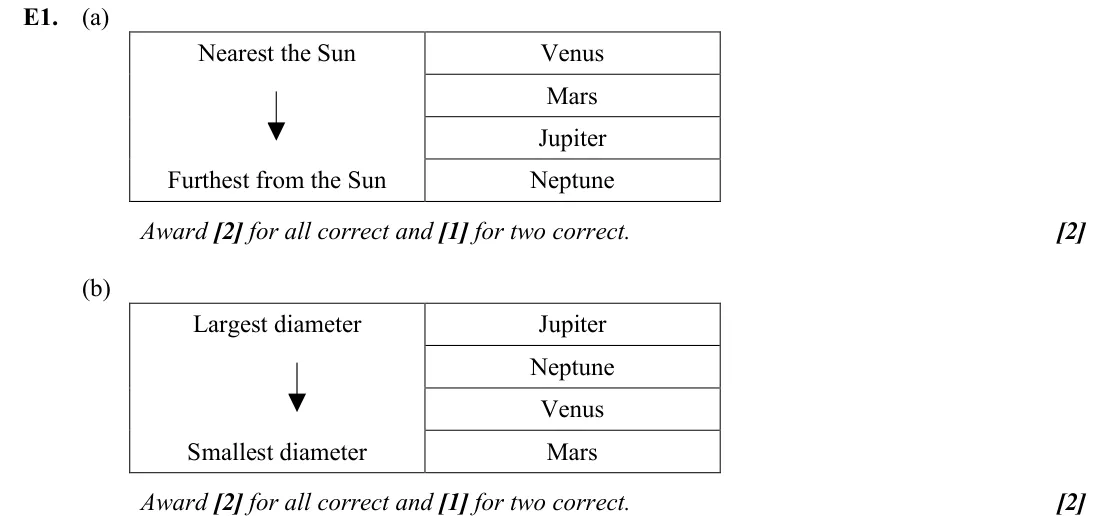 E1. (a)
Nearest the Sun Venus
Mars
Jupiter
Furthest from the Sun Neptune
Award [2] for all correct and [1] for two correct. [2]
(b)
Largest diameter Jupiter
Neptune
Venus
Smallest diameter Mars
Award [2] for all correct and [1] for two correct. [2]